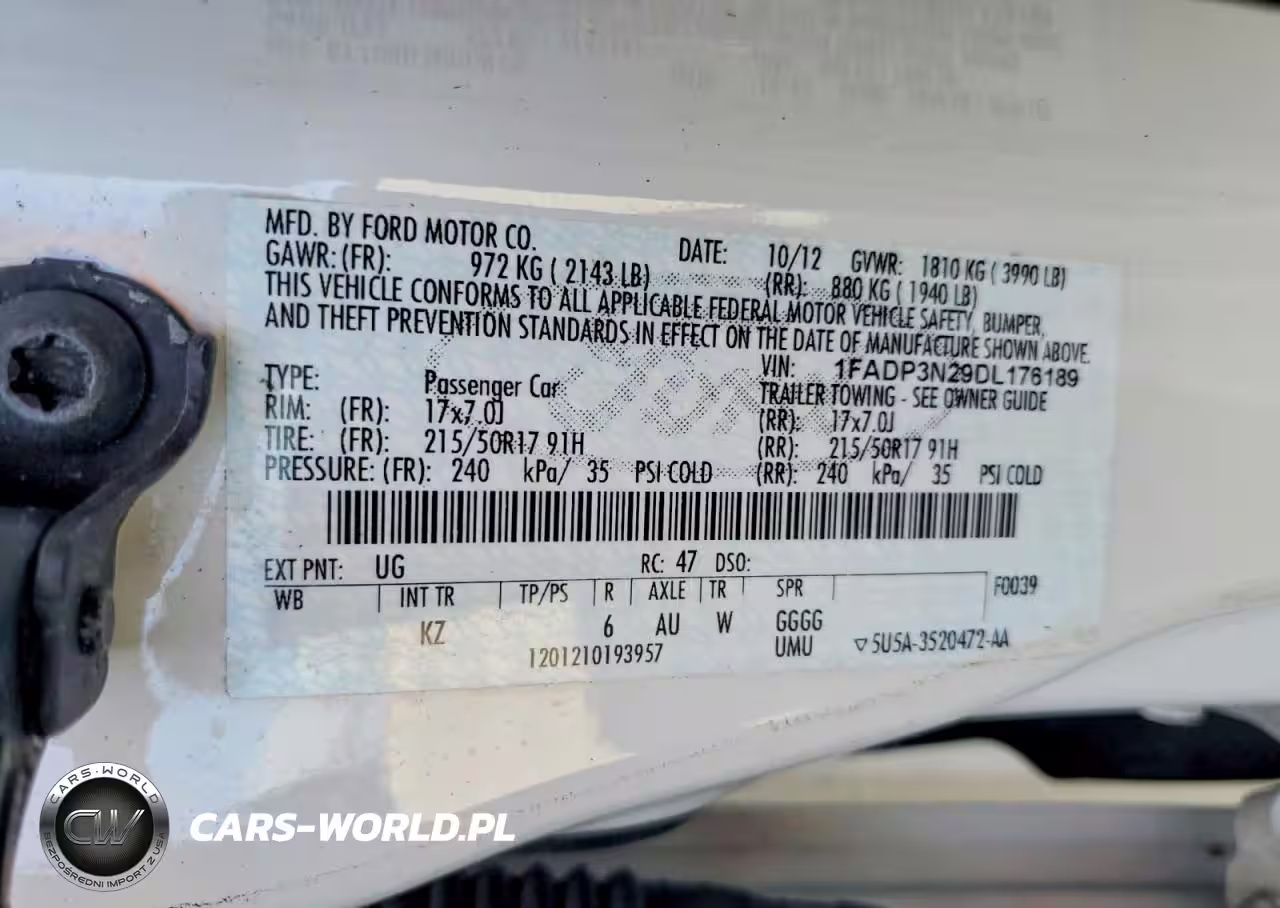 MFD. BY FORD MOTOR CO. DATE: 10/12 GVWR: 1810 KG ( 3990 LB)
GAWR: (FR): 972 KG ( 2143 LB) (RR): 880 KG ( 1940 LB)
THIS VEHICLE CONFORMS TO ALL APPLICABLE FEDERAL MOTOR VEHICLE SAFETY, BUMPER,
AND THEFT PREVENTION STANDARDS IN EFFECT ON THE DATE OF MANUFACTURE SHOWN ABOVE.
VIN: 1FADP3N29DL176189
TYPE: Passenger Car TRAILER TOWING - SEE OWNER GUIDE
RIM: (FR): 17x7.0J (RR): 17x7.0J
TIRE: (FR): 215/50R17 91H (RR): 215/50R17 91H
PRESSURE: (FR): 240 kPa/ 35 PSI COLD (RR): 240 kPa/ 35 PSI COLD
EXT PNT: UG RC: 47 DSO:
WB INT TR TP/PS R AXLE TR SPR F0039
KZ 6 AU W GGGG
1201210193957 UMU ▽5U5A-3520472-AA
CARS-WORLD
CW
BEZPOŚREDNI IMPORT Z USA
CARS-WORLD.PL